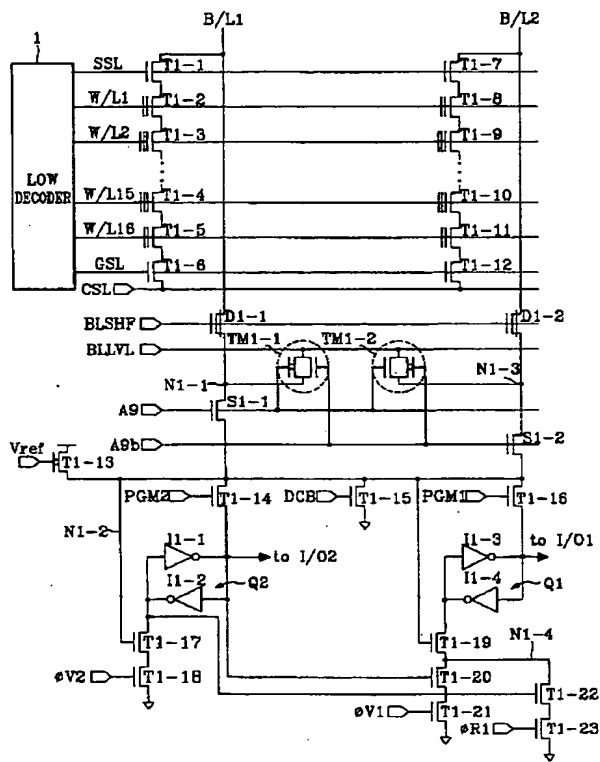 B/L1 B/L2
1
SSL T1-1 T1-7
W/L1 T1-2 T1-8
W/L2 T1-3 T1-9
LOW
DECODER
W/L15 T1-4 T1-10
W/L16 T1-5 T1-11
GSL T1-6 T1-12
CSL
D1-1 D1-2
BLSHF
TM1-1 TM1-2
BLLVL
N1-1 N1-3
S1-1
A9
A9b S1-2
Vref
T1-13
PGM2 T1-14 DCB T1-15 PGM1 T1-16
N1-2
I1-1 to I/O2 I1-3 to I/O1
I1-2 Q2 I1-4 Q1
T1-17 T1-19 N1-4
øV2 T1-18 T1-20
T1-22
øV1 T1-21
øR1 T1-23